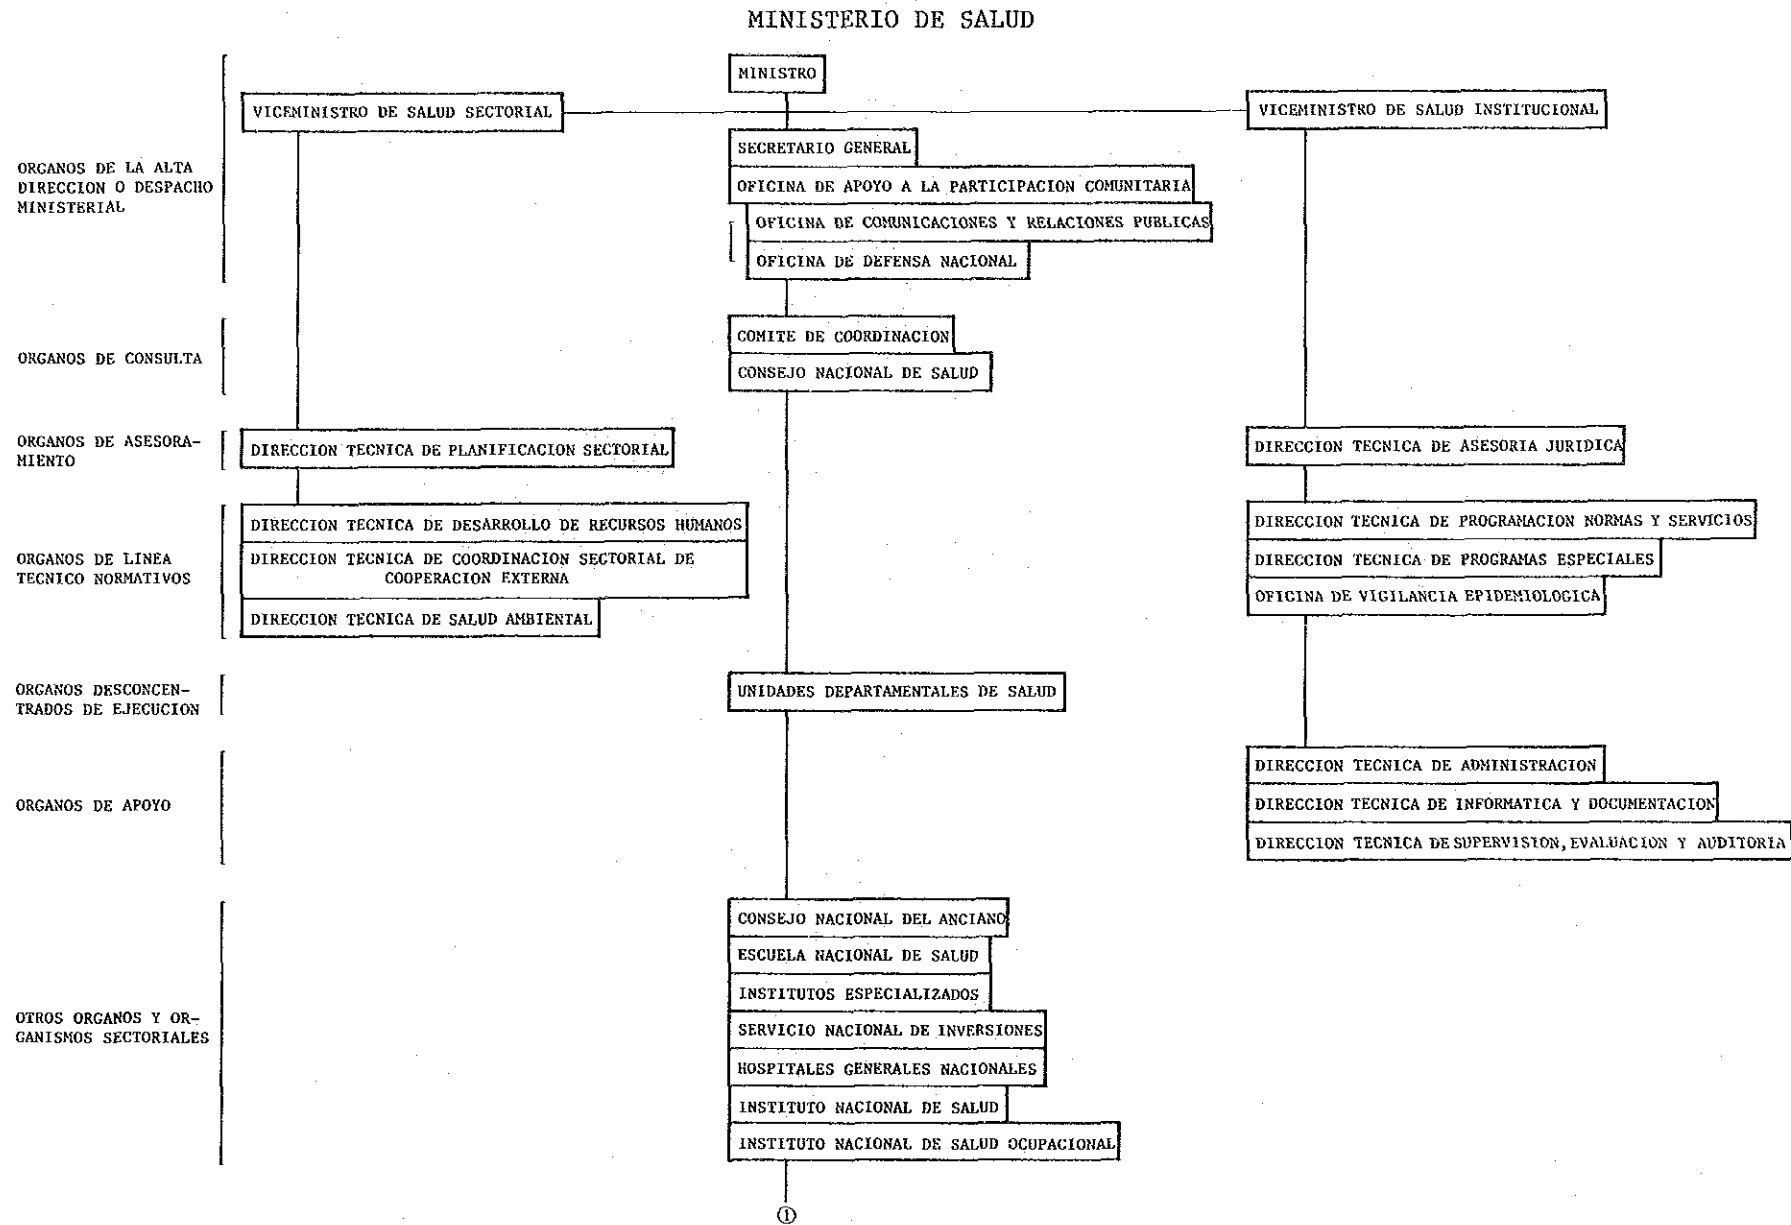 MINISTERIO DE SALUD
MINISTRO
VICEMINISTRO DE SALUD SECTORIAL
VICEMINISTRO DE SALUD INSTITUCIONAL
ORGANOS DE LA ALTA
DIRECCION O DESPACHO
MINISTERIAL
SECRETARIO GENERAL
OFICINA DE APOYO A LA PARTICIPACION COMUNITARIA
OFICINA DE COMUNICACIONES Y RELACIONES PUBLICAS
OFICINA DE DEFENSA NACIONAL
ORGANOS DE CONSULTA
COMITE DE COORDINACION
CONSEJO NACIONAL DE SALUD
ORGANOS DE ASESORA-
MIENTO
DIRECCION TECNICA DE PLANIFICACION SECTORIAL
DIRECCION TECNICA DE ASESORIA JURIDICA
ORGANOS DE LINEA
TECNICO NORMATIVOS
DIRECCION TECNICA DE DESARROLLO DE RECURSOS HUMANOS
DIRECCION TECNICA DE COORDINACION SECTORIAL DE
COOPERACION EXTERNA
DIRECCION TECNICA DE SALUD AMBIENTAL
DIRECCION TECNICA DE PROGRAMACION NORMAS Y SERVICIOS
DIRECCION TECNICA DE PROGRAMAS ESPECIALES
OFICINA DE VIGILANCIA EPIDEMIOLOGICA
ORGANOS DESCONCEN-
TRADOS DE EJECUCION
UNIDADES DEPARTAMENTALES DE SALUD
ORGANOS DE APOYO
DIRECCION TECNICA DE ADMINISTRACION
DIRECCION TECNICA DE INFORMATICA Y DOCUMENTACION
DIRECCION TECNICA DE SUPERVISION, EVALUACION Y AUDITORIA
OTROS ORGANOS Y OR-
GANISMOS SECTORIALES
CONSEJO NACIONAL DEL ANCIANO
ESCUELA NACIONAL DE SALUD
INSTITUTOS ESPECIALIZADOS
SERVICIO NACIONAL DE INVERSIONES
HOSPITALES GENERALES NACIONALES
INSTITUTO NACIONAL DE SALUD
INSTITUTO NACIONAL DE SALUD OCUPACIONAL
①